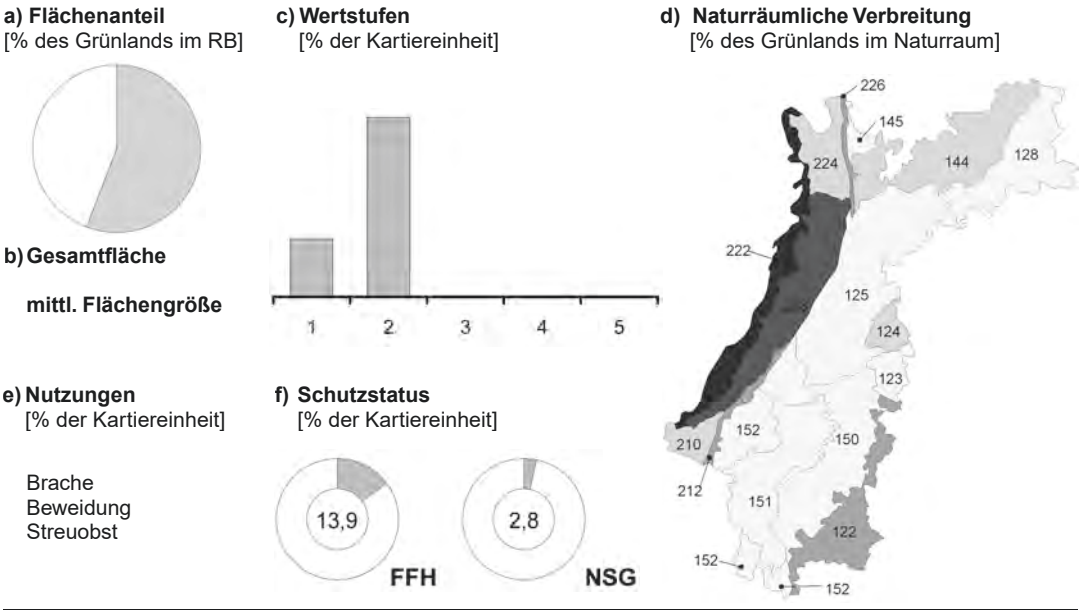 a) Flächenanteil
[% des Grünlands im RB]
b) Gesamtfläche
mittl. Flächengröße
c) Wertstufen
[% der Kartiereinheit]
1 2 3 4 5
d) Naturräumliche Verbreitung
[% des Grünlands im Naturraum]
226
145
224
144
128
222
125
124
123
210
152
150
212
151
122
152
152
e) Nutzungen
[% der Kartiereinheit]
Brache
Beweidung
Streuobst
f) Schutzstatus
[% der Kartiereinheit]
13,9
FFH
2,8
NSG